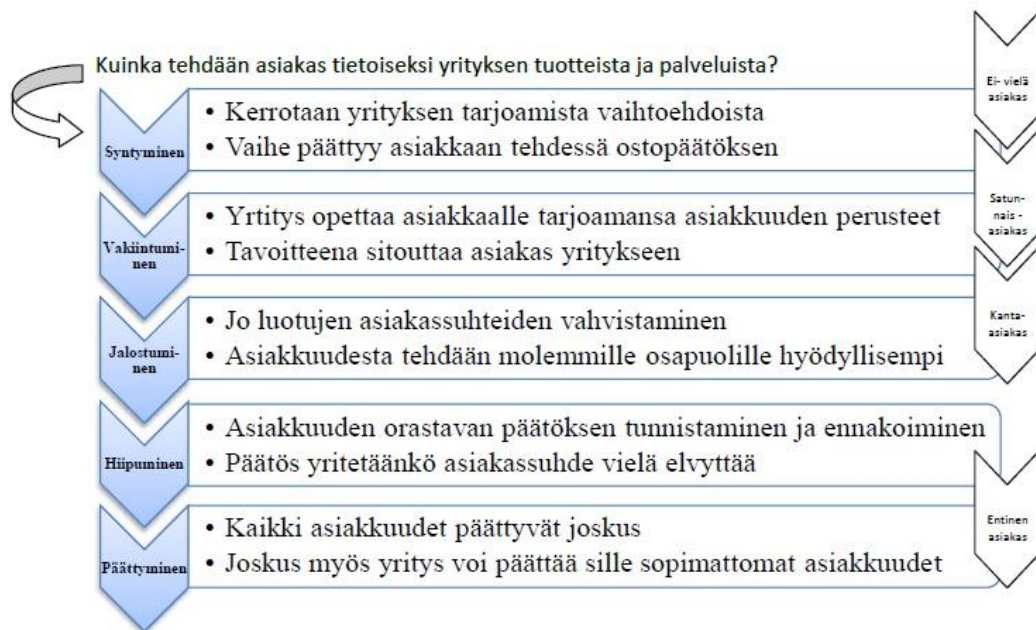 Kuinka tehdään asiakas tietoiseksi yrityksen tuotteista ja palveluista?
Ei- vielä
asiakas
Syntyminen
• Kerrotaan yrityksen tarjoamista vaihtoehdoista
• Vaihe päättyy asiakkaan tehdessä ostopäätöksen
Satun-
nais -
asiakas
Vakiintumi-
nen
• Yrtitys opettaa asiakkaalle tarjoamansa asiakkuuden perusteet
• Tavoitteena sitouttaa asiakas yritykseen
Kanta-
asiakas
Jalostumi-
nen
• Jo luotujen asiakassuhteiden vahvistaminen
• Asiakkuudesta tehdään molemmille osapuolille hyödyllisempi
Hiipuminen
• Asiakkuuden orastavan päätöksen tunnistaminen ja ennakoiminen
• Päätös yritetäänkö asiakassuhde vielä elvyttää
Entinen
asiakas
Päättyminen
• Kaikki asiakkuudet päättyvät joskus
• Joskus myös yritys voi päättää sille sopimattomat asiakkuudet